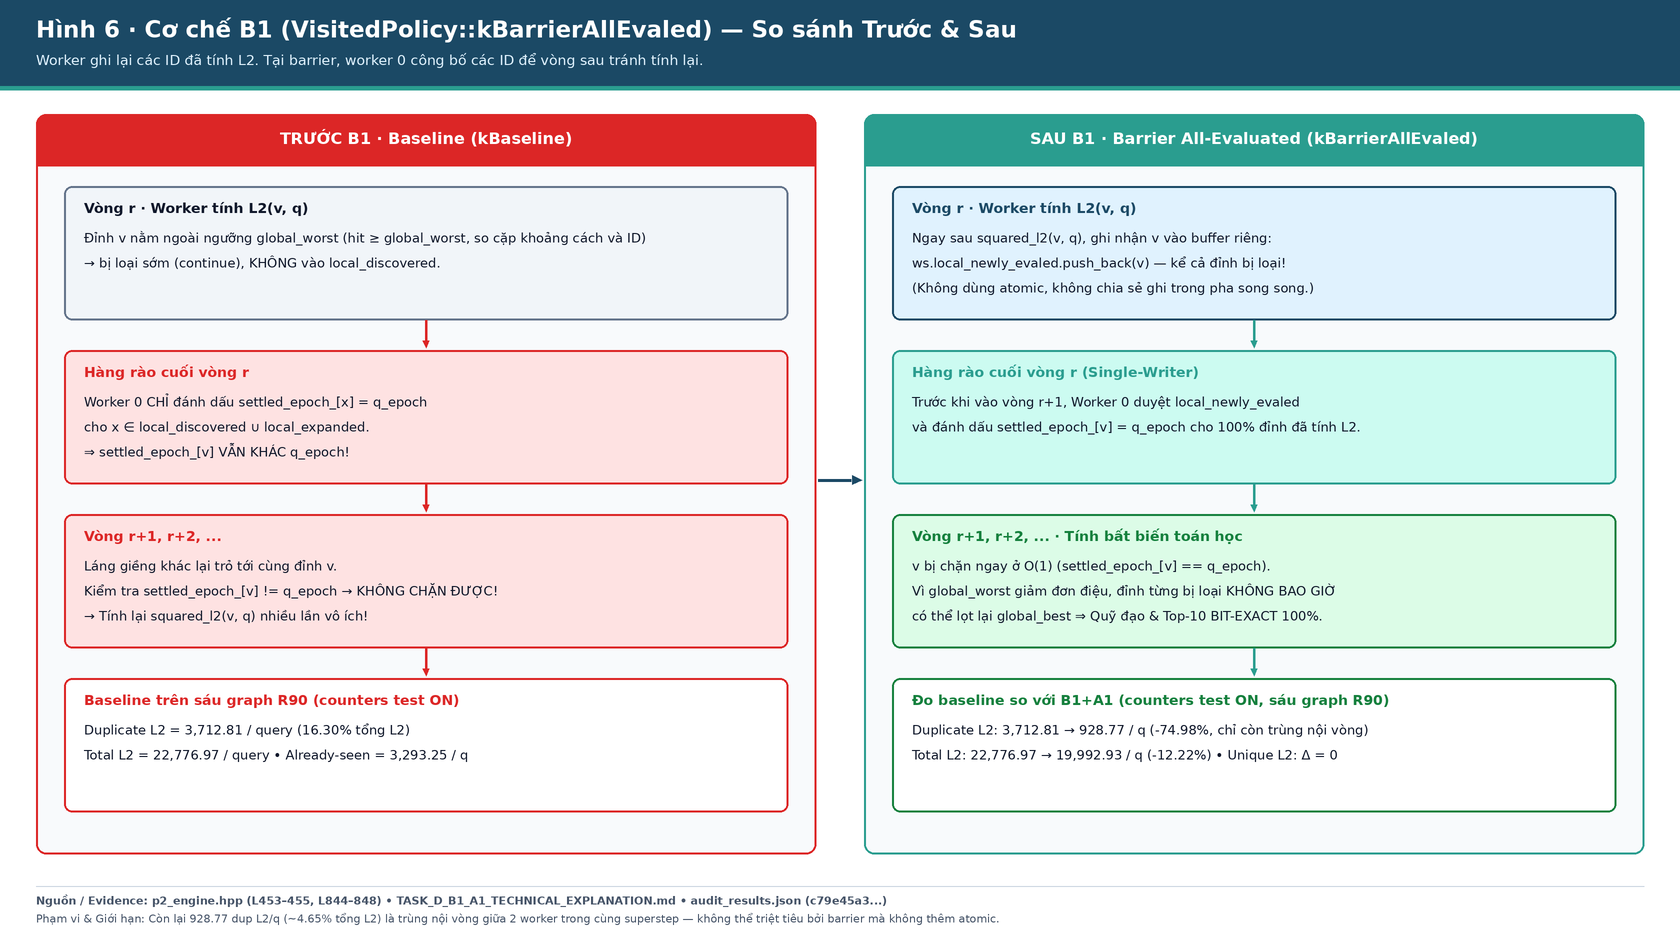 Hình 6 · Cơ chế B1 (VisitedPolicy::kBarrierAllEvaled) — So sánh Trước & Sau
Worker ghi lại các ID đã tính L2. Tại barrier, worker 0 công bố các ID để vòng sau tránh tính lại.
TRƯỚC B1 · Baseline (kBaseline)
Vòng r · Worker tính L2(v, q)
Đỉnh v nằm ngoài ngưỡng global_worst (hit ≥ global_worst, so cặp khoảng cách và ID)
→ bị loại sớm (continue), KHÔNG vào local_discovered.
Hàng rào cuối vòng r
Worker 0 CHỈ đánh dấu settled_epoch_[x] = q_epoch
cho x ∈ local_discovered ∪ local_expanded.
⇒ settled_epoch_[v] VẪN KHÁC q_epoch!
Vòng r+1, r+2, ...
Láng giềng khác lại trỏ tới cùng đỉnh v.
Kiểm tra settled_epoch_[v] != q_epoch → KHÔNG CHẶN ĐƯỢC!
→ Tính lại squared_l2(v, q) nhiều lần vô ích!
Baseline trên sáu graph R90 (counters test ON)
Duplicate L2 = 3,712.81 / query (16.30% tổng L2)
Total L2 = 22,776.97 / query • Already-seen = 3,293.25 / q
SAU B1 · Barrier All-Evaluated (kBarrierAllEvaled)
Vòng r · Worker tính L2(v, q)
Ngay sau squared_l2(v, q), ghi nhận v vào buffer riêng:
ws.local_newly_evaled.push_back(v) — kể cả đỉnh bị loại!
(Không dùng atomic, không chia sẻ ghi trong pha song song.)
Hàng rào cuối vòng r (Single-Writer)
Trước khi vào vòng r+1, Worker 0 duyệt local_newly_evaled
và đánh dấu settled_epoch_[v] = q_epoch cho 100% đỉnh đã tính L2.
Vòng r+1, r+2, ... · Tính bất biến toán học
v bị chặn ngay ở O(1) (settled_epoch_[v] == q_epoch).
Vì global_worst giảm đơn điệu, đỉnh từng bị loại KHÔNG BAO GIỜ
có thể lọt lại global_best ⇒ Quỹ đạo & Top-10 BIT-EXACT 100%.
Đo baseline so với B1+A1 (counters test ON, sáu graph R90)
Duplicate L2: 3,712.81 → 928.77 / q (-74.98%, chỉ còn trùng nội vòng)
Total L2: 22,776.97 → 19,992.93 / q (-12.22%) • Unique L2: Δ = 0
Nguồn / Evidence: p2_engine.hpp (L453–455, L844–848) • TASK_D_B1_A1_TECHNICAL_EXPLANATION.md • audit_results.json (c79e45a3...)
Phạm vi & Giới hạn: Còn lại 928.77 dup L2/q (~4.65% tổng L2) là trùng nội vòng giữa 2 worker trong cùng superstep — không thể triệt tiêu bởi barrier mà không thêm atomic.